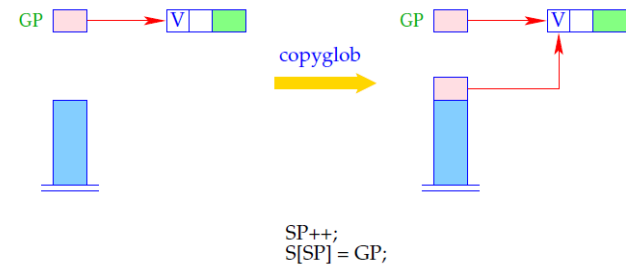 GP V GP V
copyglob
SP++;
S[SP] = GP;